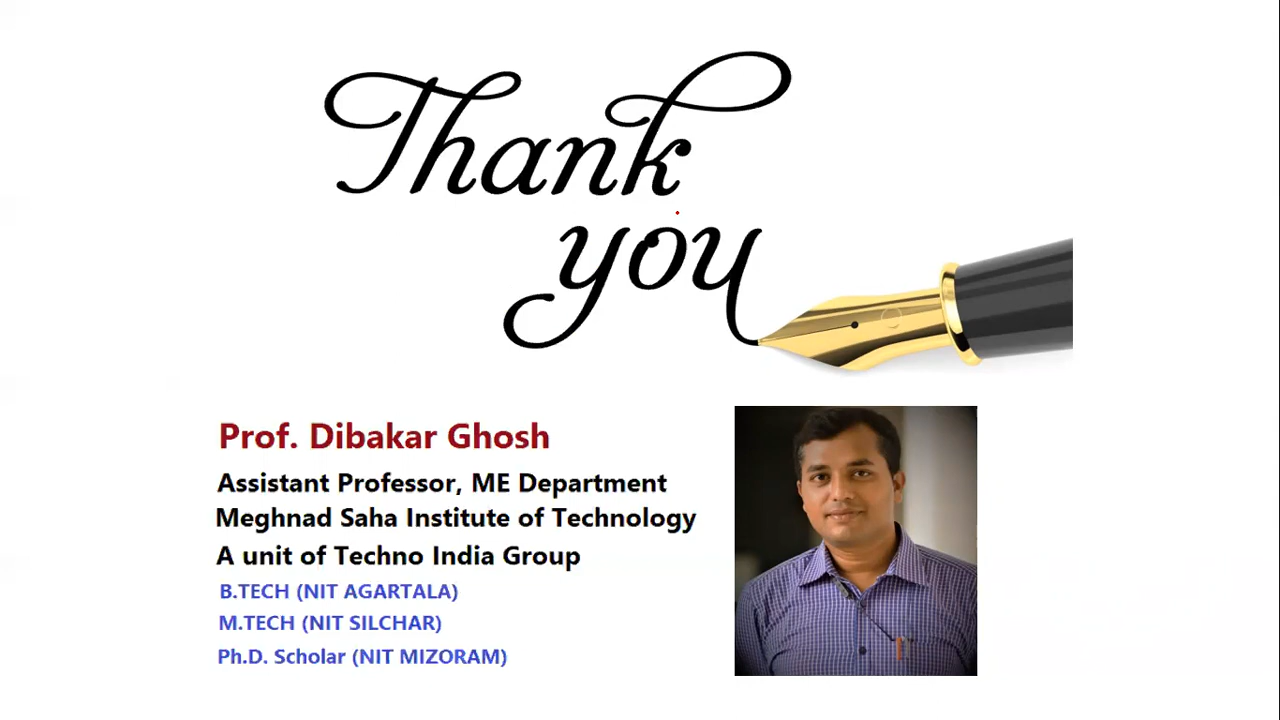 Thank
you
Prof. Dibakar Ghosh
Assistant Professor, ME Department
Meghnad Saha Institute of Technology
A unit of Techno India Group
B.TECH (NIT AGARTALA)
M.TECH (NIT SILCHAR)
Ph.D. Scholar (NIT MIZORAM)